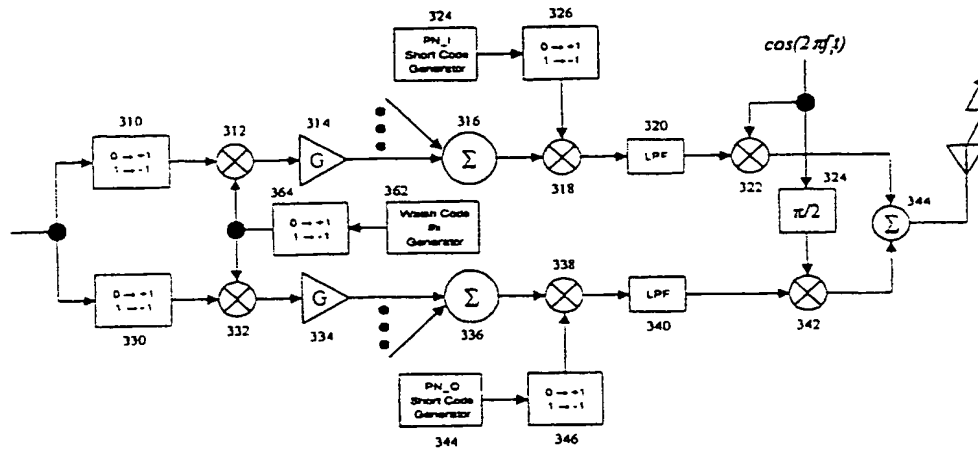 324
326
PN_I
Short Code
Generator
0 → +1
1 → -1
cos(2πfct)
310
0 → +1
1 → -1
312
314
G
316
Σ
318
320
LPF
322
324
π/2
344
Σ
364
0 → +1
1 → -1
362
Walsh Code
ith
Generator
330
0 → +1
1 → -1
332
334
G
336
Σ
338
340
LPF
342
PN_Q
Short Code
Generator
344
0 → +1
1 → -1
346